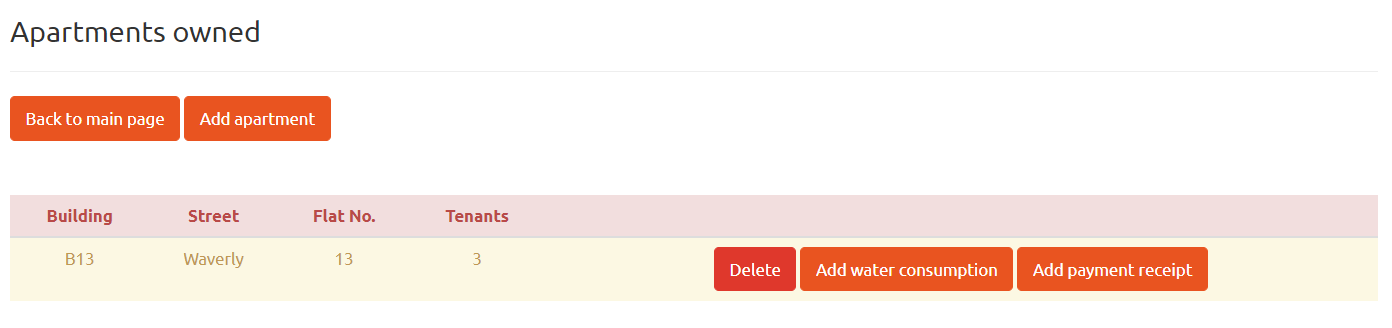 Apartments owned
Back to main page Add apartment
Building Street Flat No. Tenants
B13 Waverly 13 3 Delete Add water consumption Add payment receipt